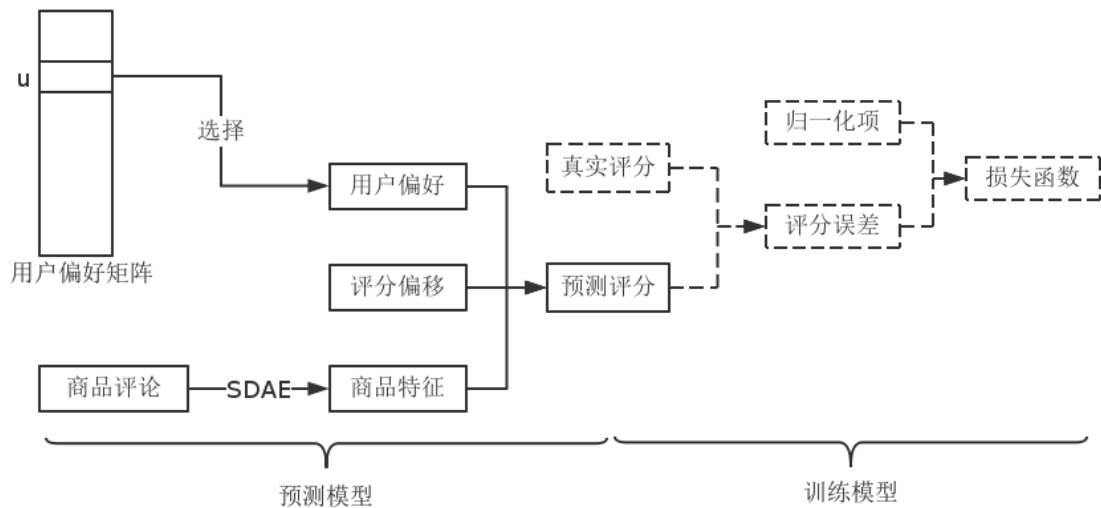 u
选择
归一化项
真实评分
损失函数
用户偏好
评分误差
用户偏好矩阵
评分偏移
预测评分
商品评论
SDAE
商品特征
预测模型
训练模型